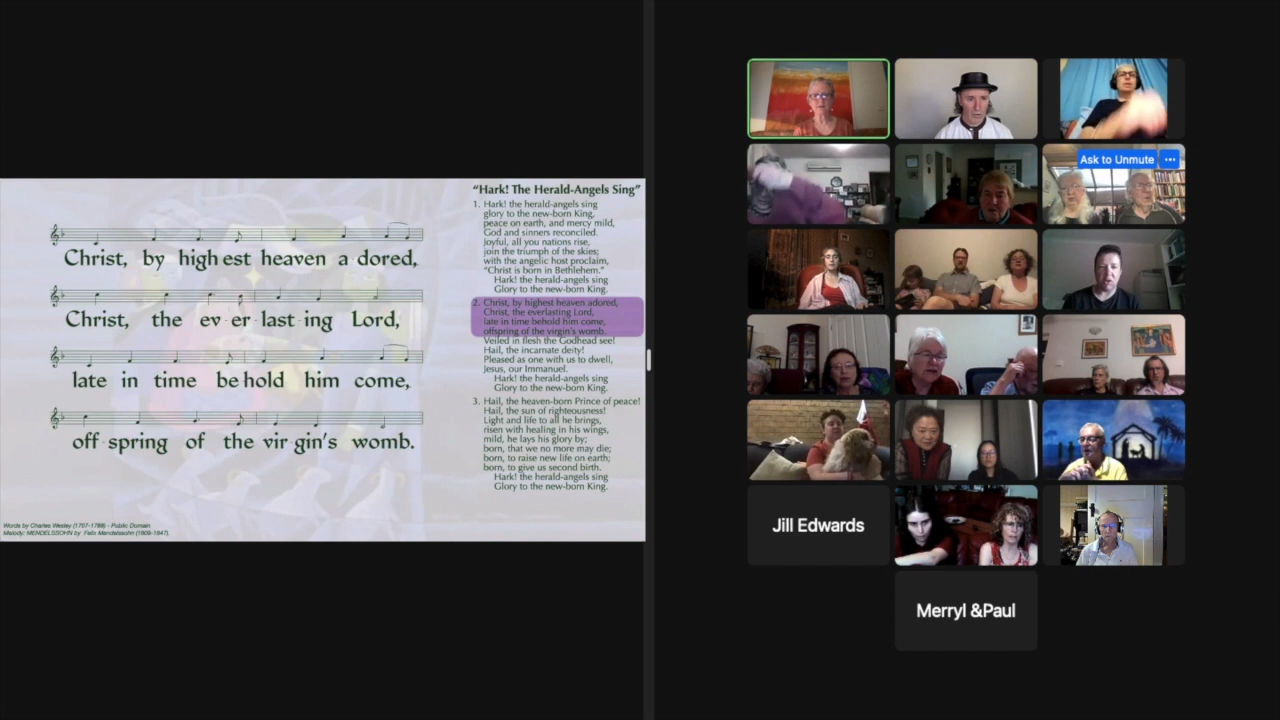 Christ, by high est heaven a dored,
Christ, the ev er last ing Lord,
late in time be hold him come,
off spring of the vir gin's womb.
Words by Charles Wesley (1707-1788) - Public Domain
Melody: MENDELSSOHN by Felix Mendelssohn (1809-1847)
"Hark! The Herald-Angels Sing"
1. Hark! the herald-angels sing
glory to the new-born King,
peace on earth, and mercy mild,
God and sinners reconciled.
Joyful, all you nations rise,
join the triumph of the skies;
with the angelic host proclaim,
"Christ is born in Bethlehem."
Hark! the herald-angels sing
Glory to the new-born King.
2. Christ, by highest heaven adored,
Christ, the everlasting Lord,
late in time behold him come,
offspring of the virgin's womb.
Veiled in flesh the Godhead see!
Hail, the incarnate deity!
Pleased as one with us to dwell,
Jesus, our Immanuel.
Hark! the herald-angels sing
Glory to the new-born King.
3. Hail, the heaven-born Prince of peace!
Hail, the sun of righteousness!
Light and life to all he brings,
risen with healing in his wings,
mild, he lays his glory by;
born, that we no more may die;
born, to raise new life on earth;
born, to give us second birth.
Hark! the herald-angels sing
Glory to the new-born King.
Ask to Unmute ...
Jill Edwards
Merryl &Paul